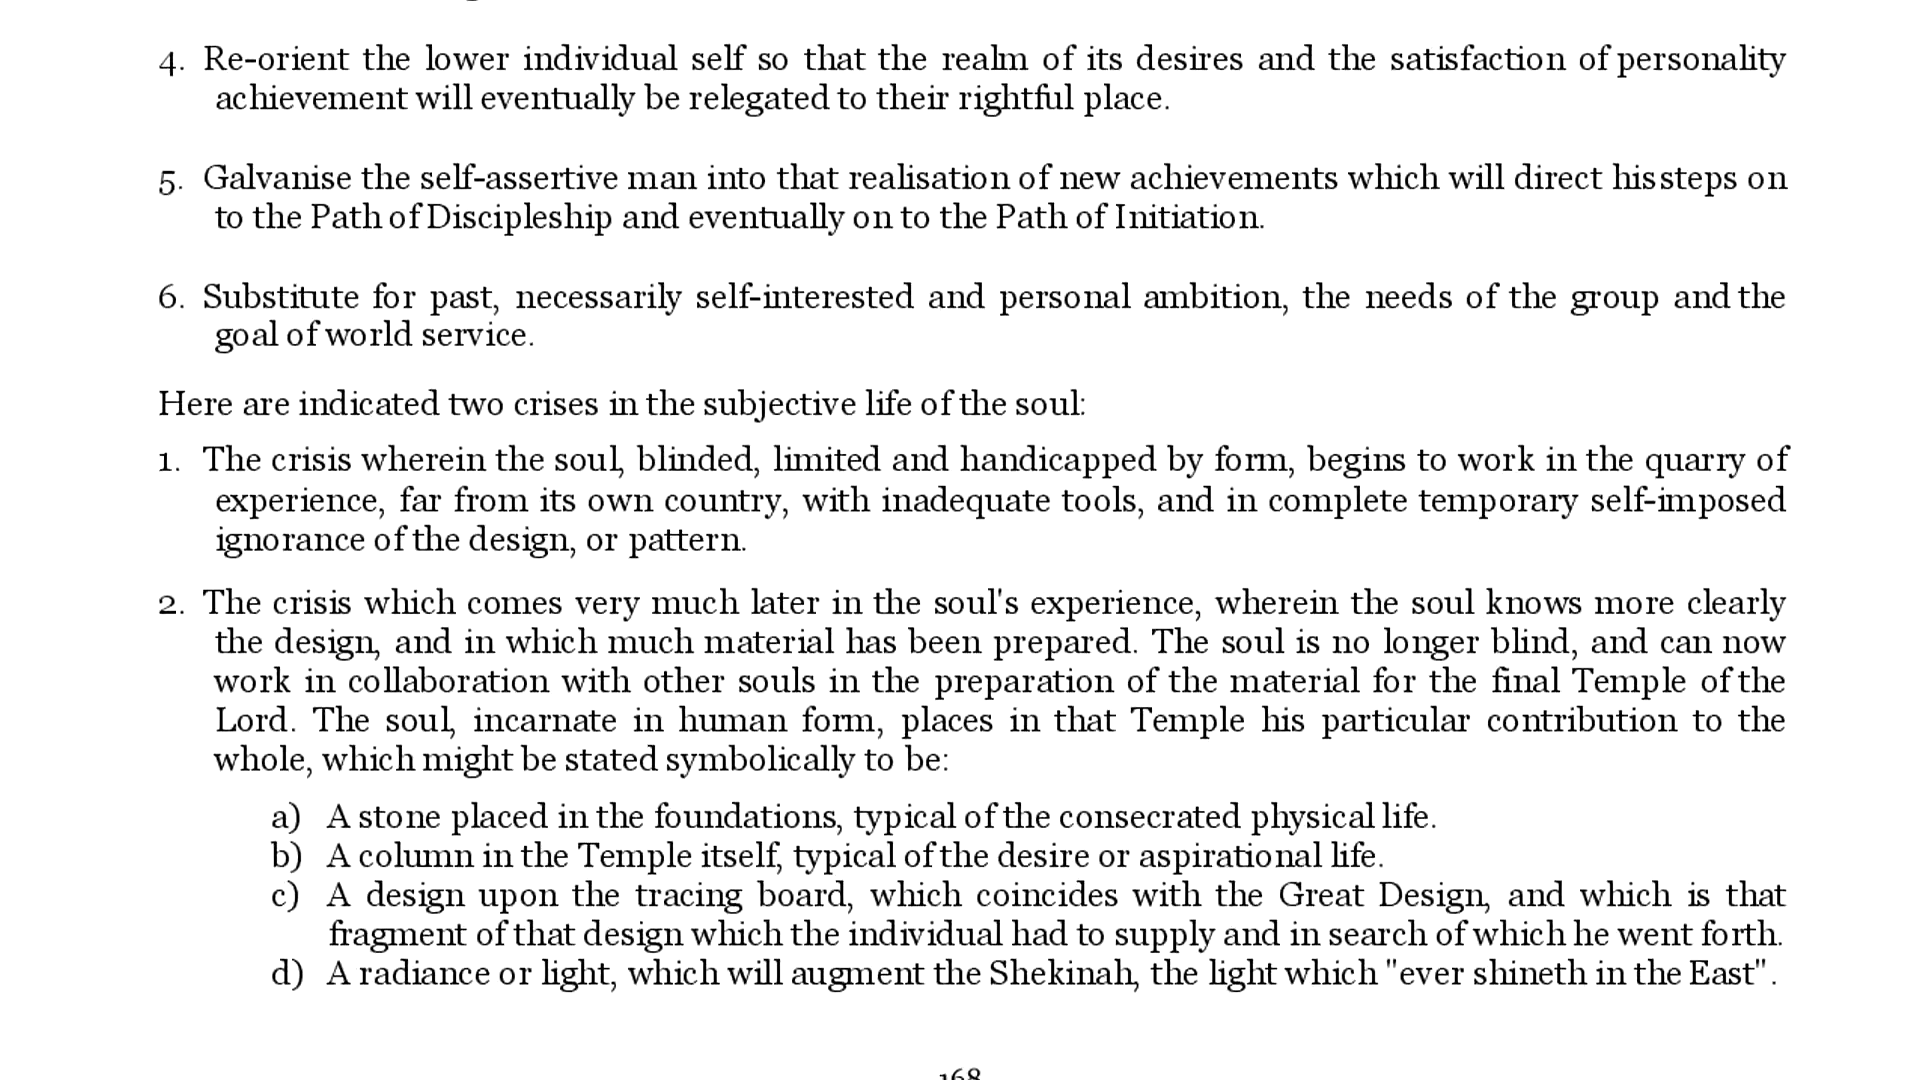 4. Re-orient the lower individual self so that the realm of its desires and the satisfaction of personality
achievement will eventually be relegated to their rightful place.
5. Galvanise the self-assertive man into that realisation of new achievements which will direct his steps on
to the Path of Discipleship and eventually on to the Path of Initiation.
6. Substitute for past, necessarily self-interested and personal ambition, the needs of the group and the
goal of world service.
Here are indicated two crises in the subjective life of the soul:
1. The crisis wherein the soul, blinded, limited and handicapped by form, begins to work in the quarry of
experience, far from its own country, with inadequate tools, and in complete temporary self-imposed
ignorance of the design, or pattern.
2. The crisis which comes very much later in the soul's experience, wherein the soul knows more clearly
the design, and in which much material has been prepared. The soul is no longer blind, and can now
work in collaboration with other souls in the preparation of the material for the final Temple of the
Lord. The soul, incarnate in human form, places in that Temple his particular contribution to the
whole, which might be stated symbolically to be:
a) A stone placed in the foundations, typical of the consecrated physical life.
b) A column in the Temple itself, typical of the desire or aspirational life.
c) A design upon the tracing board, which coincides with the Great Design, and which is that
fragment of that design which the individual had to supply and in search of which he went forth.
d) A radiance or light, which will augment the Shekinah, the light which "ever shineth in the East".
168